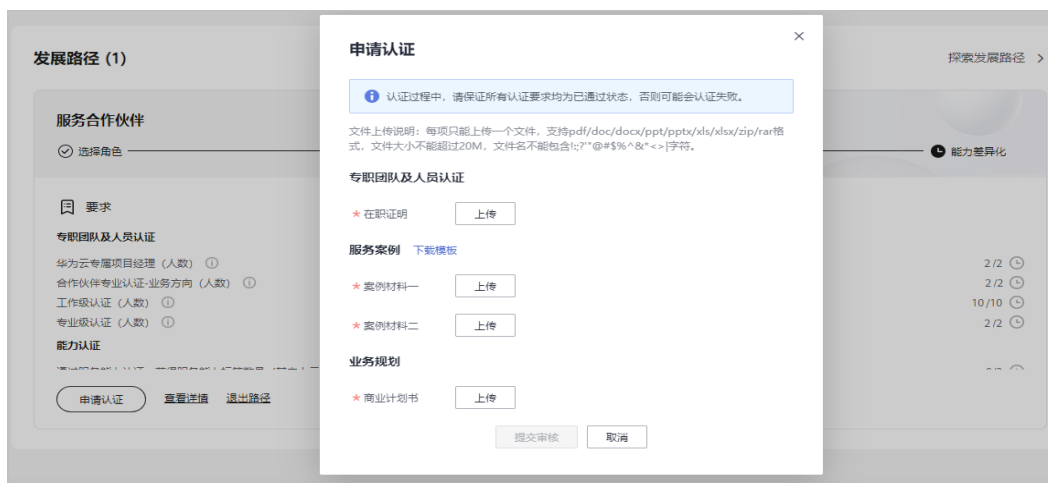 发展路径 (1)
探索发展路径
服务合作伙伴
选择角色
能力差异化
要求
专职团队及人员认证
华为云专属项目经理（人数）
2/2
合作伙伴专业认证-业务方向（人数）
2/2
工作级认证（人数）
10/10
专业级认证（人数）
2/2
能力认证
申请认证
查看详情
退出路径
申请认证
认证过程中，请保证所有认证要求均为已通过状态，否则可能会认证失败。
文件上传说明：每项只能上传一个文件，支持pdf/doc/docx/ppt/pptx/xls/xlsx/zip/rar格
式，文件大小不能超过20M，文件名不能包含!:;?'"@#$%^&*<>|字符。
专职团队及人员认证
* 在职证明 上传
服务案例 下载模板
* 案例材料一 上传
* 案例材料二 上传
业务规划
* 商业计划书 上传
提交审核 取消